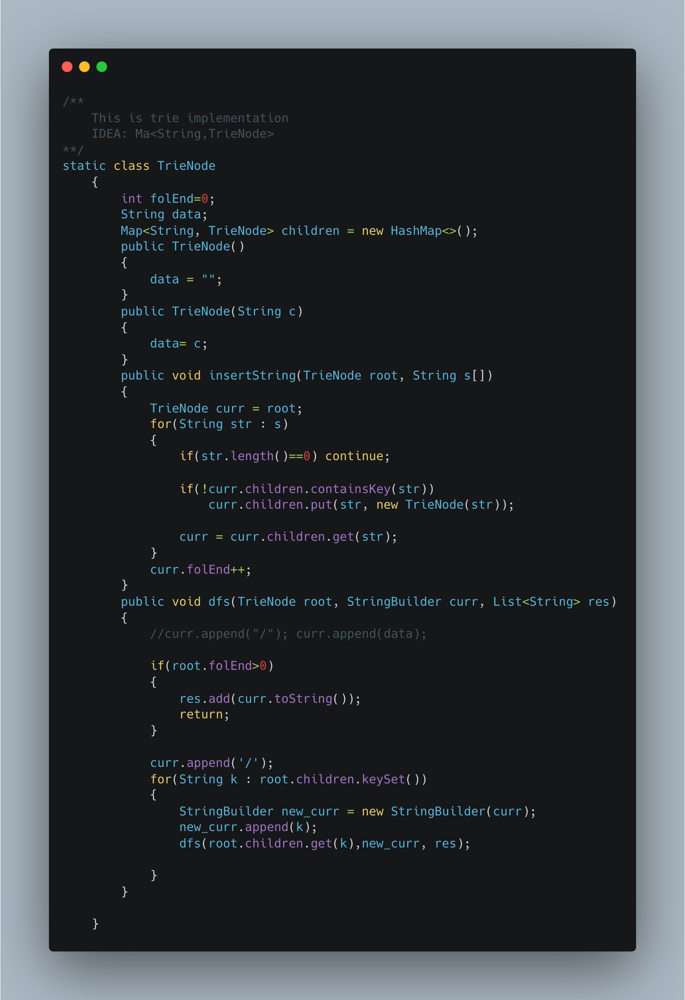 /**
    This is trie implementation
    IDEA: Ma<String,TrieNode>
**/
static class TrieNode
    {
        int folEnd=0;
        String data;
        Map<String, TrieNode> children = new HashMap<>();
        public TrieNode()
        {
            data = "";
        }
        public TrieNode(String c)
        {
            data= c;
        }
        public void insertString(TrieNode root, String s[])
        {
            TrieNode curr = root;
            for(String str : s)
            {
                if(str.length()==0) continue;

                if(!curr.children.containsKey(str))
                    curr.children.put(str, new TrieNode(str));

                curr = curr.children.get(str);
            }
            curr.folEnd++;
        }
        public void dfs(TrieNode root, StringBuilder curr, List<String> res)
        {
            //curr.append("/"); curr.append(data);

            if(root.folEnd>0)
            {
                res.add(curr.toString());
                return;
            }

            curr.append('/');
            for(String k : root.children.keySet())
            {
                StringBuilder new_curr = new StringBuilder(curr);
                new_curr.append(k);
                dfs(root.children.get(k),new_curr, res);

            }
        }

    }